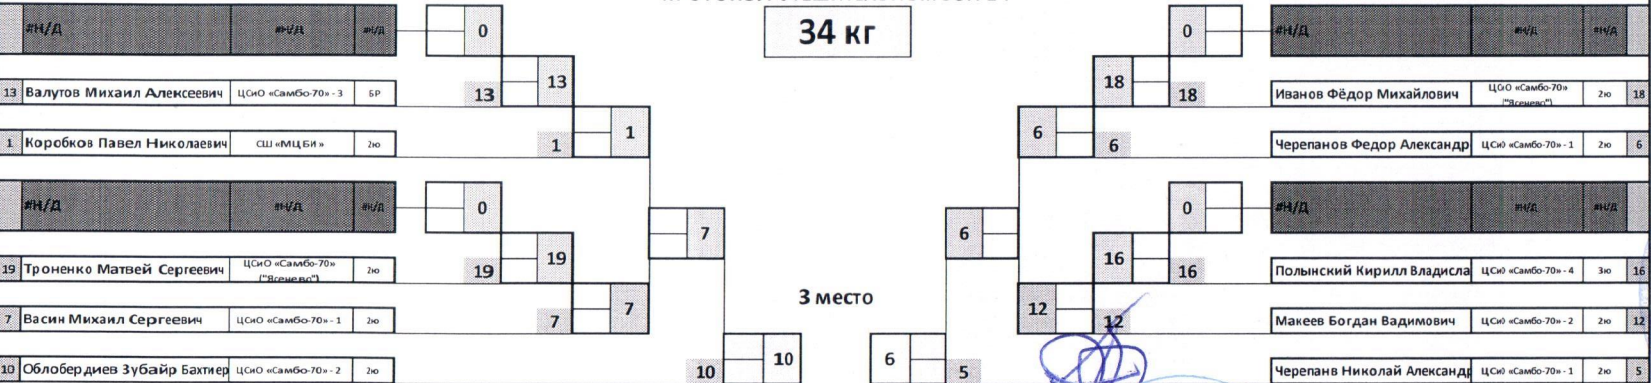 34 кг
#Н/Д #Н/Д #Н/Д 0
13
13 Валутов Михаил Алексеевич ЦСиО «Самбо-70» - 3 БР 13
1
1 Коробков Павел Николаевич СШ «МЦБИ» 2ю 1
#Н/Д #Н/Д #Н/Д 0
7
19
19 Троненко Матвей Сергеевич ЦСиО «Самбо-70» ("Ясенево") 2ю 19
7
7 Васин Михаил Сергеевич ЦСиО «Самбо-70» - 1 2ю 7
10
10 Облобердиев Зубайр Бахтиер ЦСиО «Самбо-70» - 2 2ю 10
3 место
0 #Н/Д #Н/Д #Н/Д
18
18 Иванов Фёдор Михайлович ЦСиО «Самбо-70» ("Ясенево") 2ю 18
6
6 Черепанов Федор Александр ЦСиО «Самбо-70» - 1 2ю 6
0 #Н/Д #Н/Д #Н/Д
6
16
16 Полынский Кирилл Владисла ЦСиО «Самбо-70» - 4 3ю 16
12
12 Макеев Богдан Вадимович ЦСиО «Самбо-70» - 2 2ю 12
6
5 Черепанв Николай Александр ЦСиО «Самбо-70» - 1 2ю 5